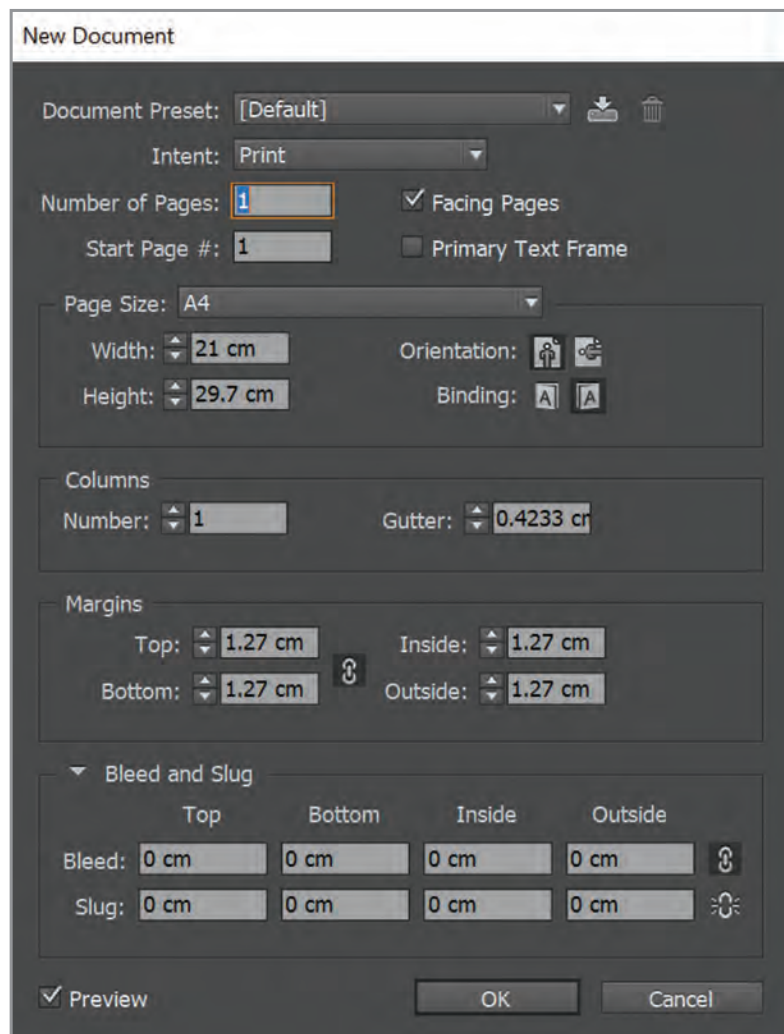 New Document
Document Preset: [Default]
Intent: Print
Number of Pages: 1 Facing Pages
Start Page #: 1 Primary Text Frame
Page Size: A4
Width: 21 cm Orientation:
Height: 29.7 cm Binding: A A
Columns
Number: 1 Gutter: 0.4233 cr
Margins
Top: 1.27 cm Inside: 1.27 cm
Bottom: 1.27 cm Outside: 1.27 cm
Bleed and Slug
Top Bottom Inside Outside
Bleed: 0 cm 0 cm 0 cm 0 cm
Slug: 0 cm 0 cm 0 cm 0 cm
Preview OK Cancel